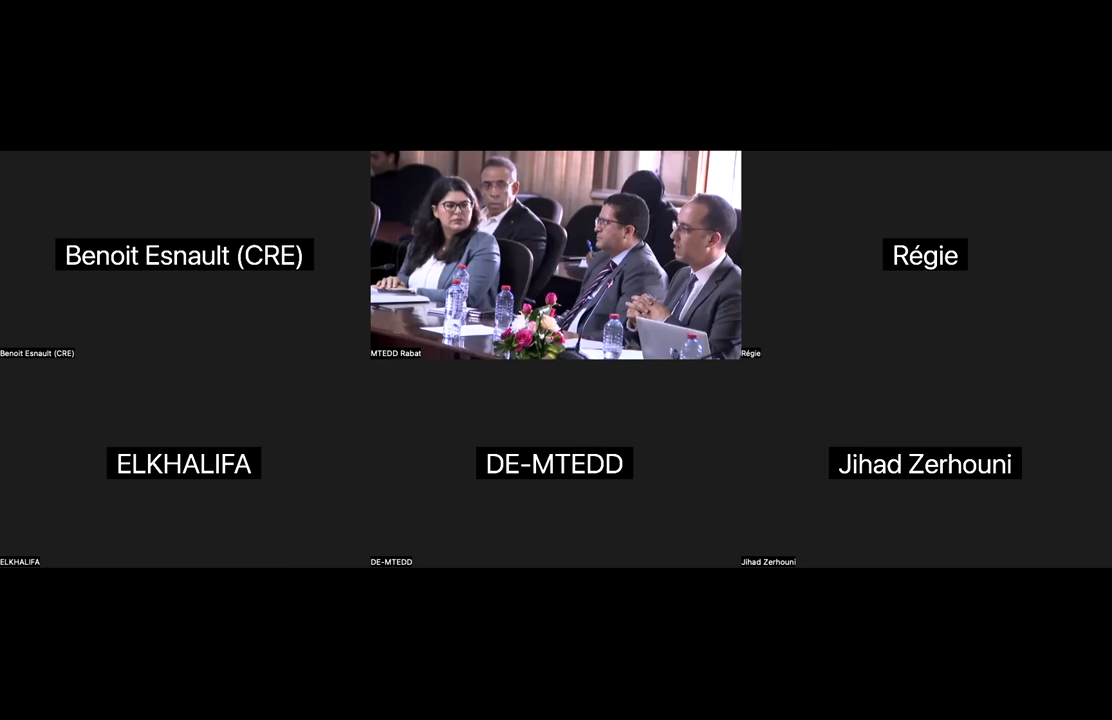 Benoit Esnault (CRE)
Régie
Benoit Esnault (CRE)
MTEDD Rabat
Régie
ELKHALIFA
DE-MTEDD
Jihad Zerhouni
ELKHALIFA
DE-MTEDD
Jihad Zerhouni